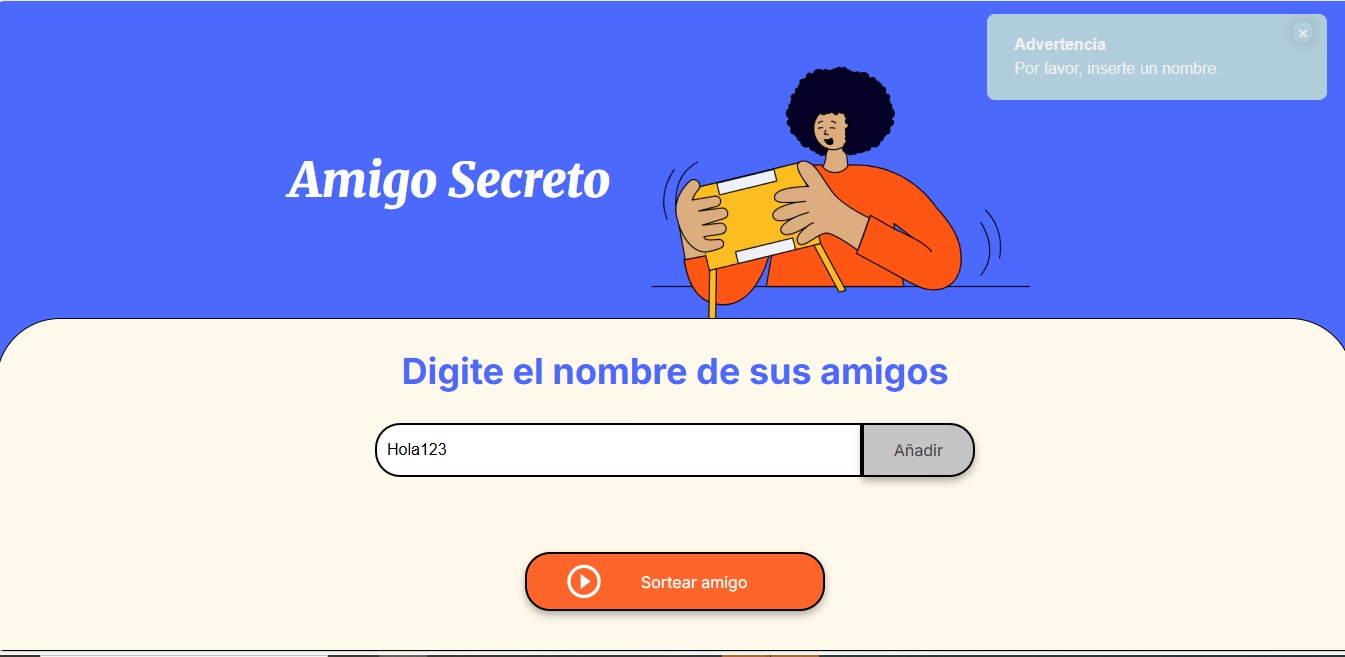 Advertencia
Por favor, inserte un nombre.
Amigo Secreto
Digite el nombre de sus amigos
Hola123
Añadir
Sortear amigo